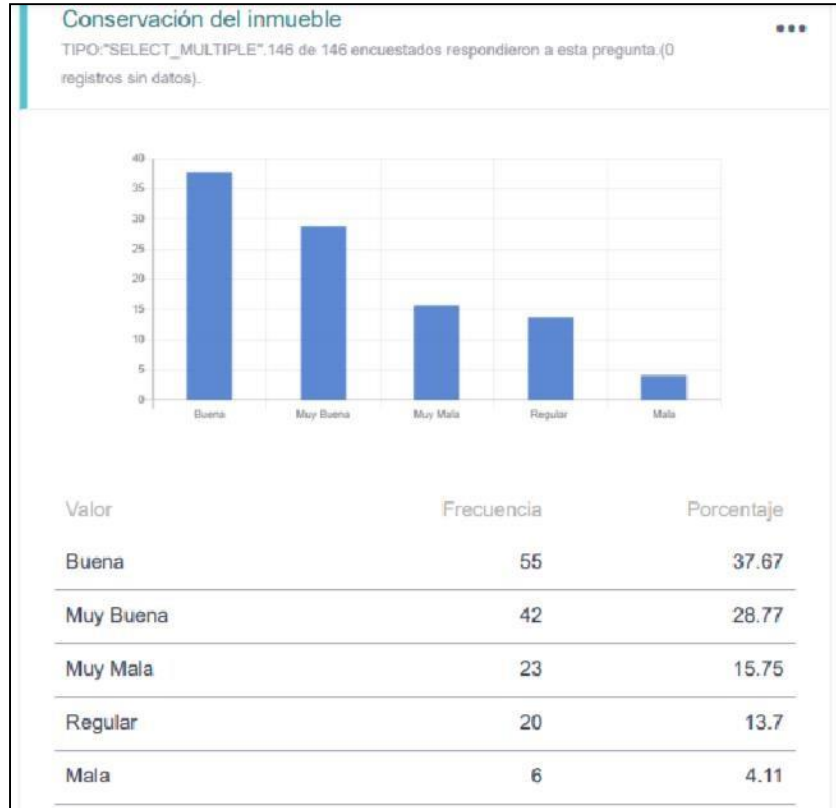 Conservación del inmueble
TIPO:"SELECT_MULTIPLE".146 de 146 encuestados respondieron a esta pregunta.(0
registros sin datos).
40
35
30
25
20
15
10
5
0
Buena Muy Buena Muy Mala Regular Mala
Valor Frecuencia Porcentaje
Buena 55 37.67
Muy Buena 42 28.77
Muy Mala 23 15.75
Regular 20 13.7
Mala 6 4.11